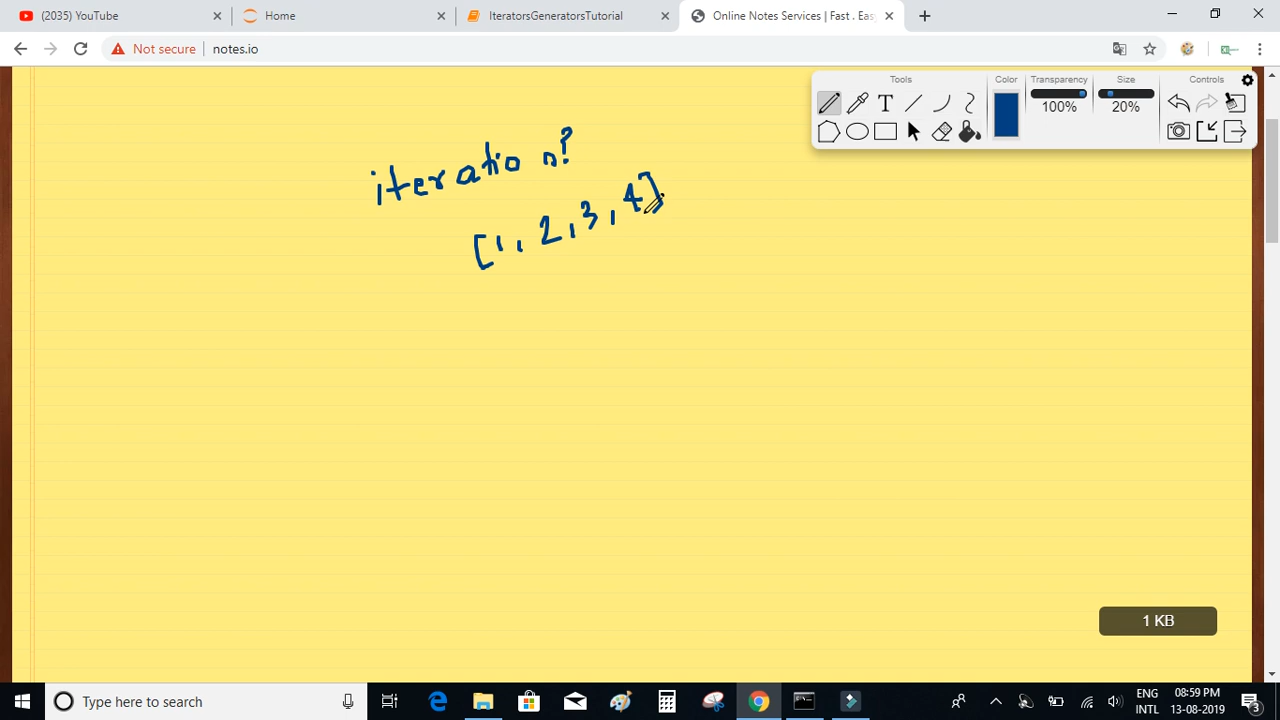 (2035) YouTube
Home
IteratorsGeneratorsTutorial
Online Notes Services | Fast . Easy
Not secure | notes.io
Tools
Color
Transparency
Size
Controls
100%
20%
T
iteration?
[1, 2, 3, 4]
1 KB
Type here to search
ENG
INTL
08:59 PM
13-08-2019
3